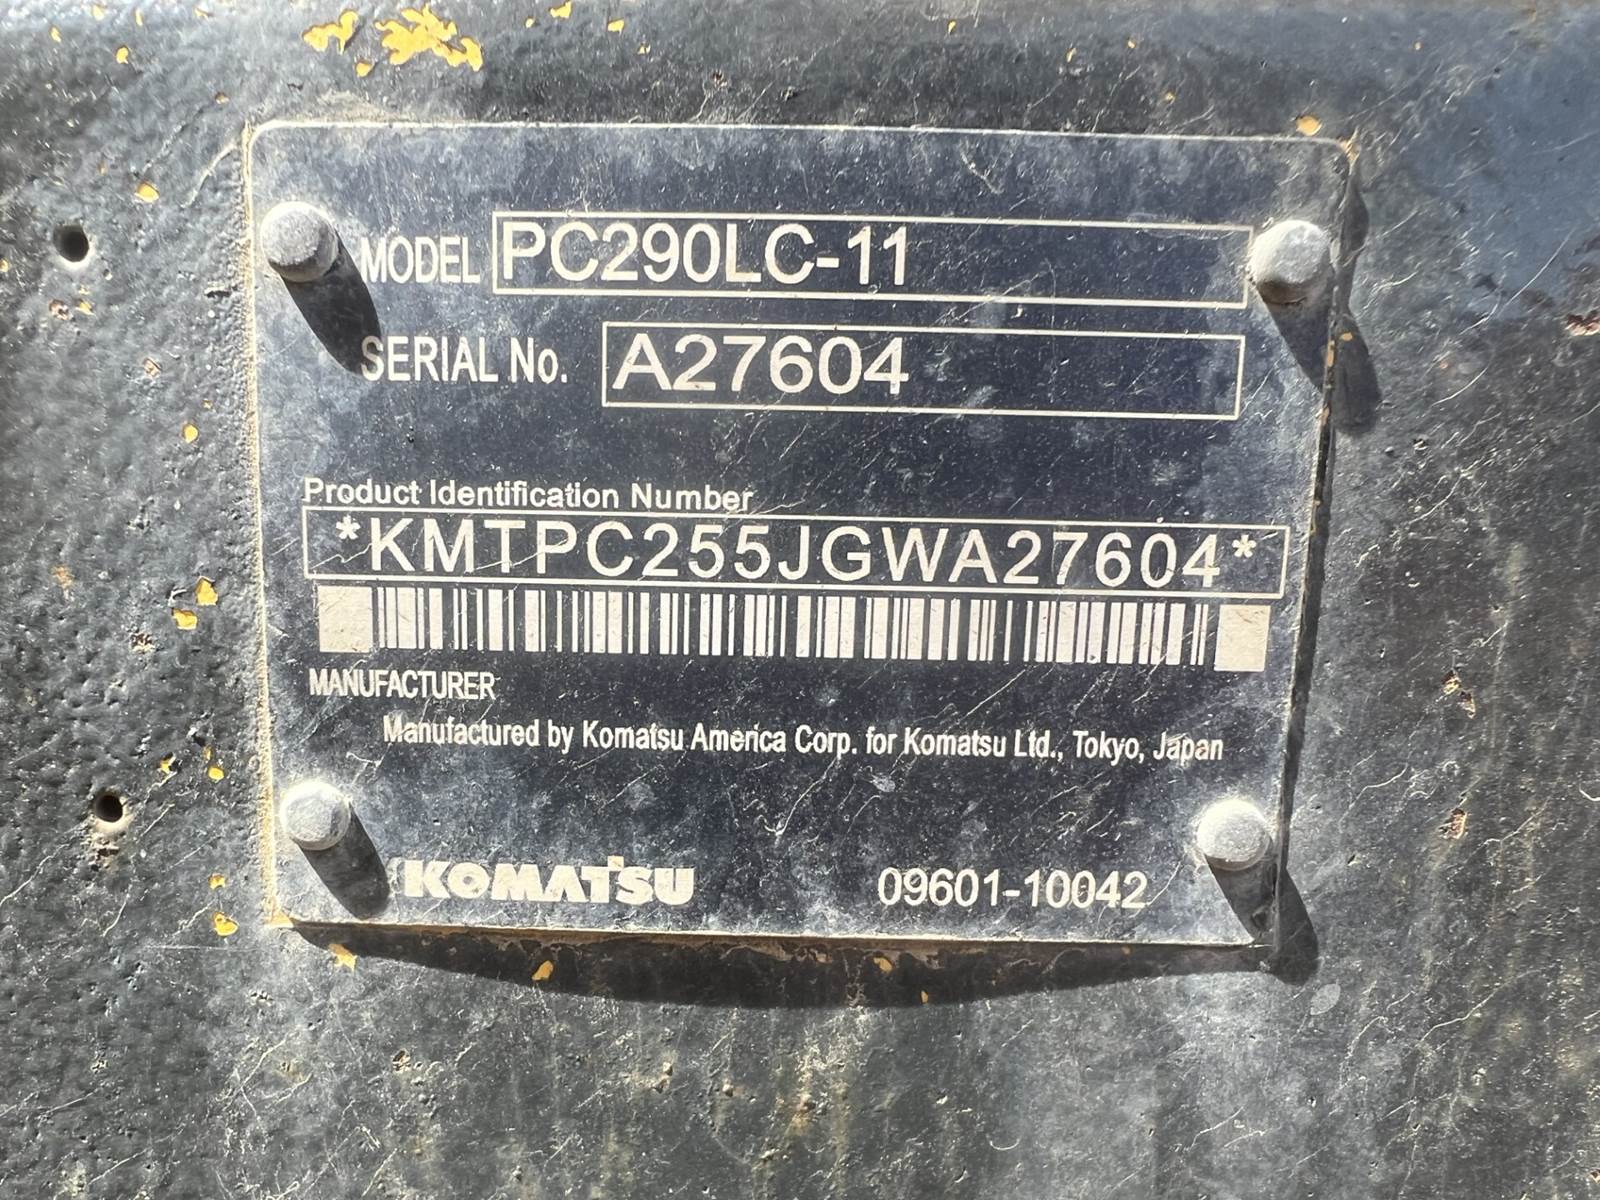 MODEL PC290LC-11
SERIAL No. A27604
Product Identification Number
*KMTPC255JGWA27604*
MANUFACTURER
Manufactured by Komatsu America Corp. for Komatsu Ltd., Tokyo, Japan
KOMATSU 09601-10042